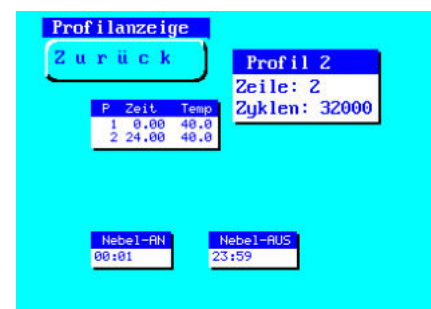 Profilanzeige
Zurück
Profil 2
Zeile: 2
Zyklen: 32000
P Zeit Temp
1 0.00 40.0
2 24.00 40.0
Nebel-AN
00:01
Nebel-AUS
23:59